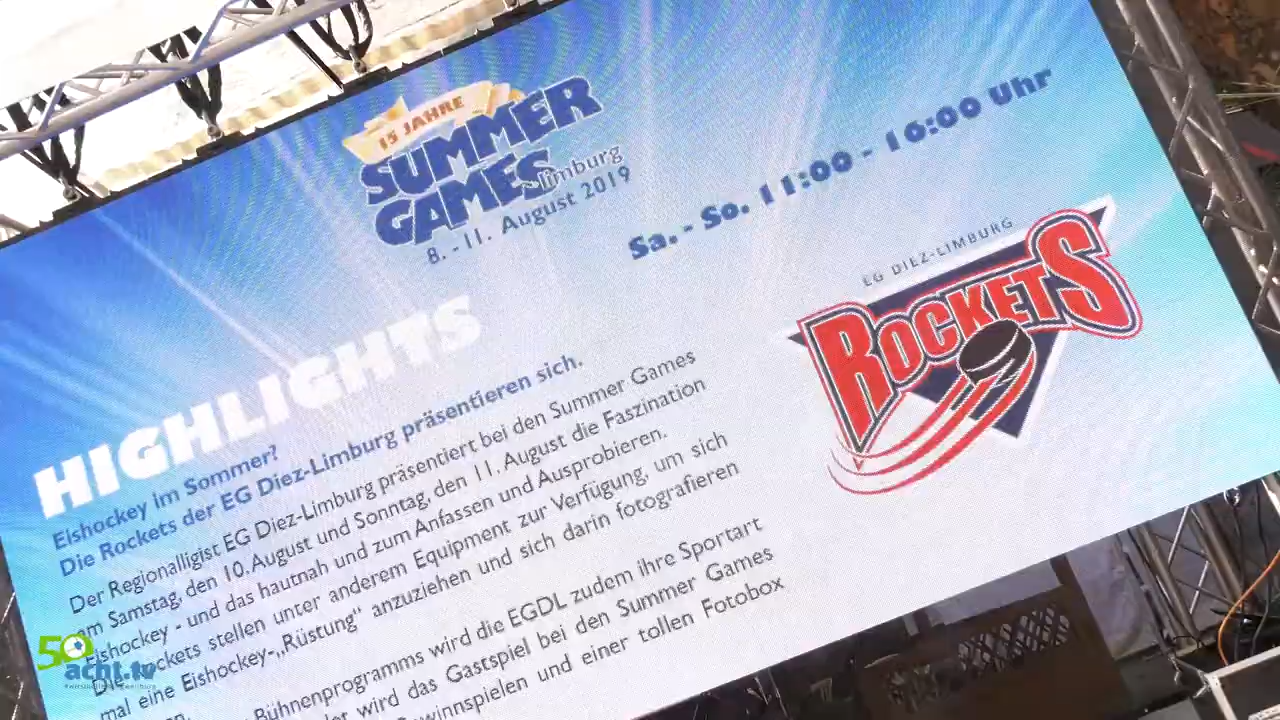 15 JAHRE
SUMMER
GAMES
Limburg
8. - 11. August 2019
Sa. - So. 11:00 - 16:00 Uhr
EG DIEZ-LIMBURG
ROCKETS
HIGHLIGHTS
Eishockey im Sommer?
Die Rockets der EG Diez-Limburg präsentieren sich.
Der Regionalligist EG Diez-Limburg präsentiert bei den Summer Games
am Samstag, den 10. August und Sonntag, den 11. August die Faszination
Eishockey - und das hautnah und zum Anfassen und Ausprobieren.
Rockets stellen unter anderem Equipment zur Verfügung, um sich
mal eine Eishockey-„Rüstung“ anzuziehen und sich darin fotografieren
Bühnenprogramms wird die EGDL zudem ihre Sportart
wird das Gastspiel bei den Summer Games
Gewinnspielen und einer tollen Fotobox
50
acht.tv